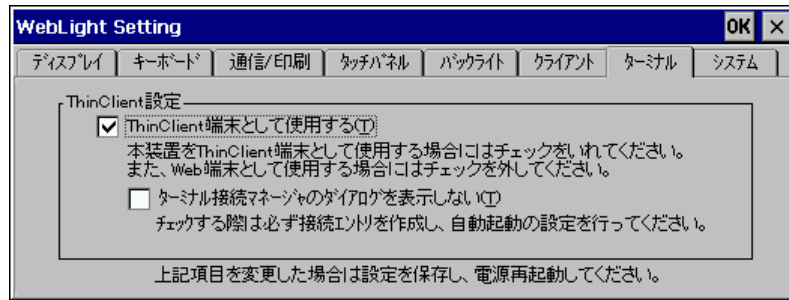 WebLight Setting OK ×
ﾃﾞｨｽﾌﾟﾚｲ ｷｰﾎﾞｰﾄﾞ 通信/印刷 ﾀｯﾁﾊﾟﾈﾙ ﾊﾞｯｸﾗｲﾄ ｸﾗｲｱﾝﾄ ﾀｰﾐﾅﾙ ｼｽﾃﾑ
ThinClient設定
ThinClient端末として使用する(T)
本装置をThinClient端末として使用する場合にはチェックをいれてください。
また、Web端末として使用する場合にはチェックを外してください。
ﾀｰﾐﾅﾙ接続ﾏﾈｰｼﾞｬのﾀﾞｲｱﾛｸﾞを表示しない(T)
ﾁｪｯｸする際は必ず接続ｴﾝﾄﾘを作成し、自動起動の設定を行ってください。
上記項目を変更した場合は設定を保存し、電源再起動してください。